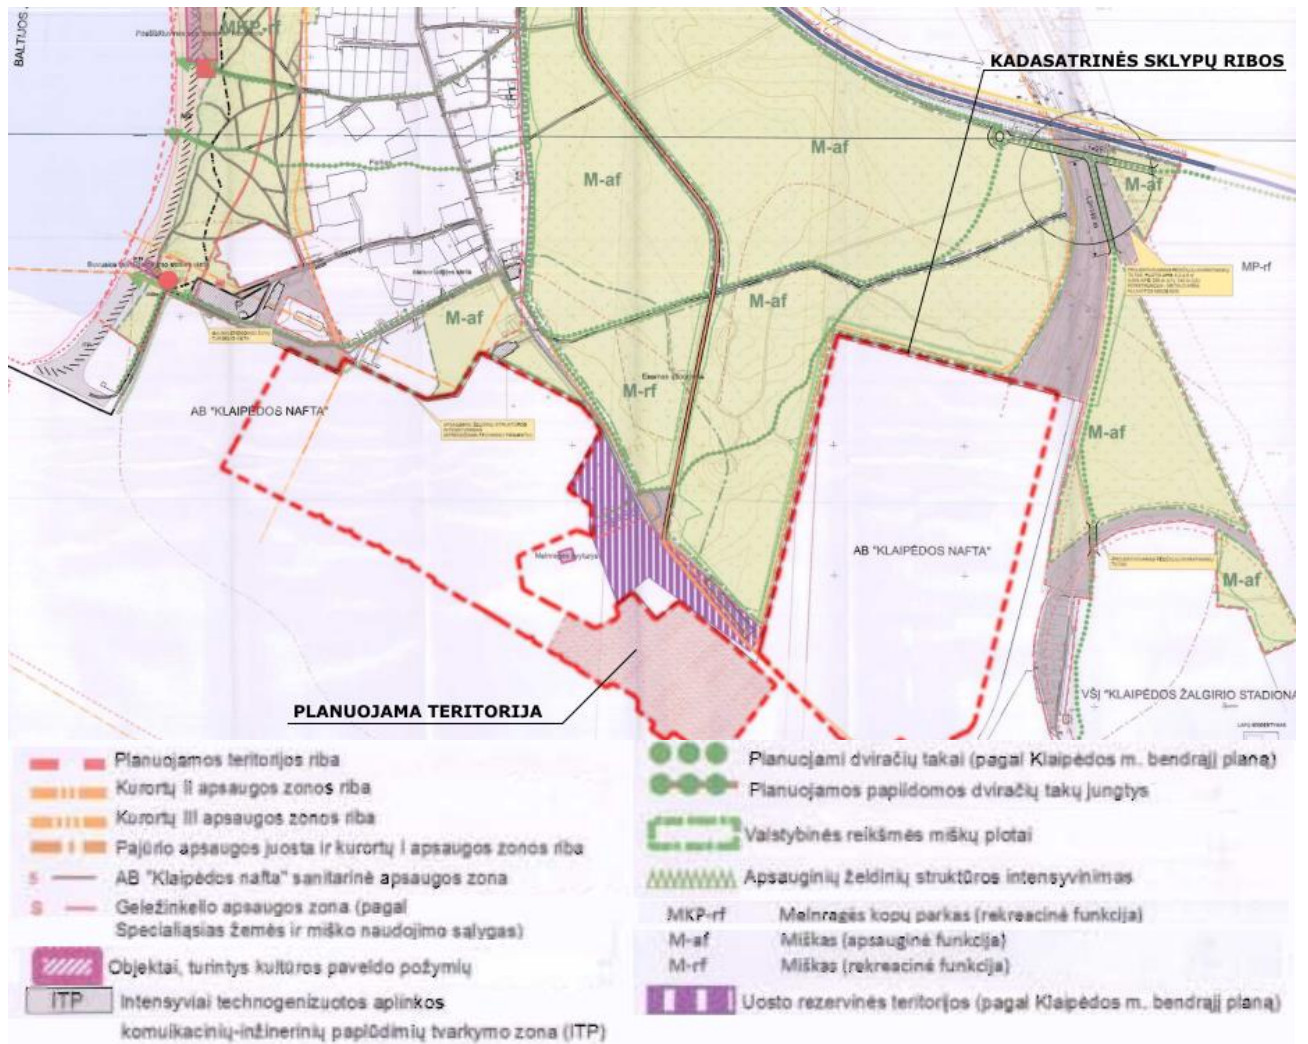 BALTIJOS
MKP-rf
KADASATRINĖS SKLYPŲ RIBOS
M-af
M-af
M-af
MP-rf
M-af
M-af
M-rf
AB "KLAIPĖDOS NAFTA"
M-af
AB "KLAIPĖDOS NAFTA"
M-af
VŠĮ "KLAIPĖDOS ŽALGIRIO STADIONA
PLANUOJAMA TERITORIJA
Planuojamos teritorijos riba
Kurortų II apsaugos zonos riba
Kurortų III apsaugos zonos riba
Pajūrio apsaugos juosta ir kurortų I apsaugos zonos riba
S AB "Klaipėdos nafta" sanitarinė apsaugos zona
S Geležinkelio apsaugos zona (pagal
Specialiąsias žemės ir miško naudojimo sąlygas)
Objektai, turintys kultūros paveldo požymių
ITP Intensyviai technogenizuotos aplinkos
komuikacinių-inžinerinių paplūdimių tvarkymo zona (ITP)
Planuojami dviračių takai (pagal Klaipėdos m. bendrąjį planą)
Planuojamos papildomos dviračių takų jungtys
Valstybinės reikšmės miškų plotai
Apsauginių želdinių struktūros intensyvinimas
MKP-rf Melnragės kopų parkas (rekreacinė funkcija)
M-af Miškas (apsauginė funkcija)
M-rf Miškas (rekreacinė funkcija)
Uosto rezervinės teritorijos (pagal Klaipėdos m. bendrąjį planą)